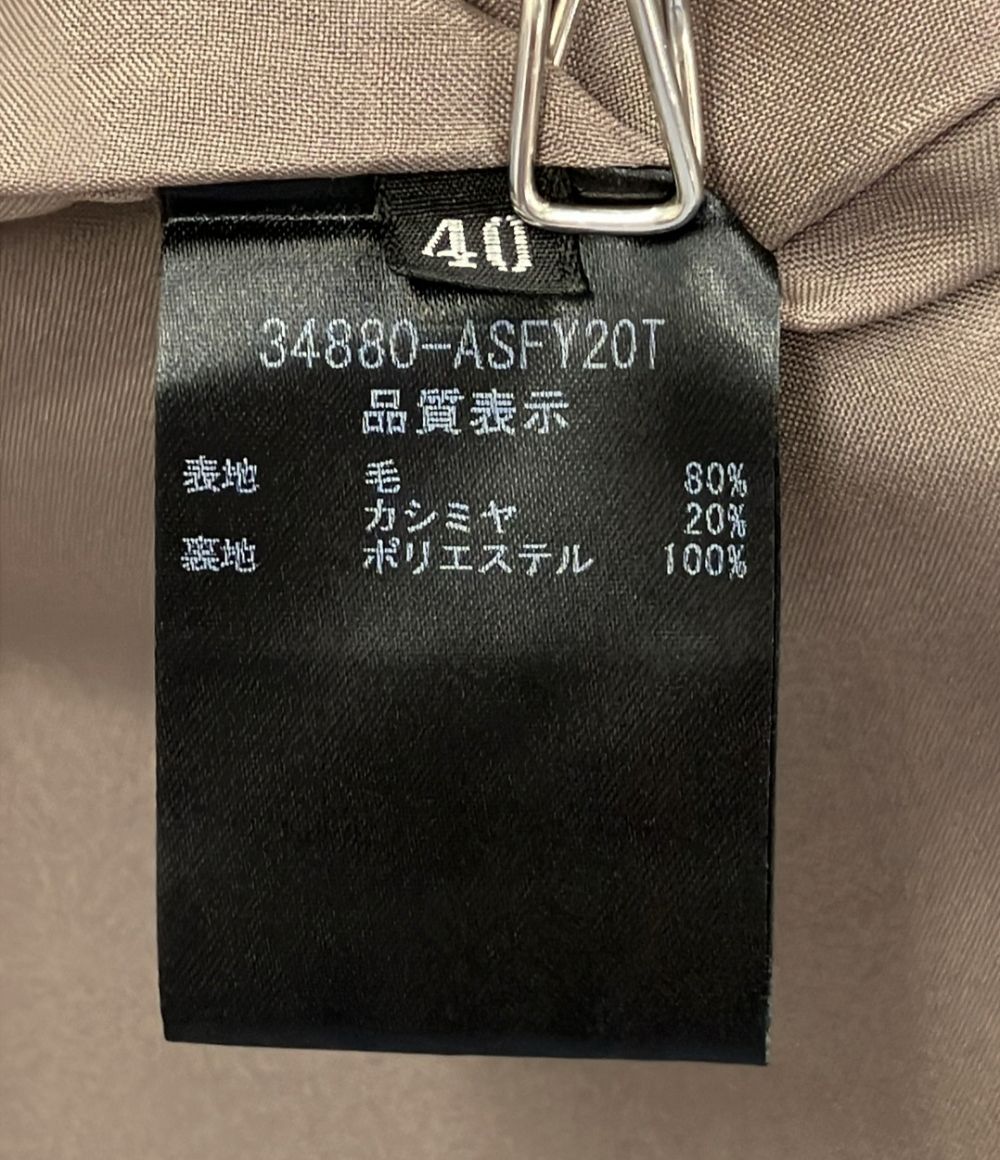 40
34880-ASFY20T
品質表示
表地 毛 80%
カシミヤ 20%
裏地 ポリエステル 100%